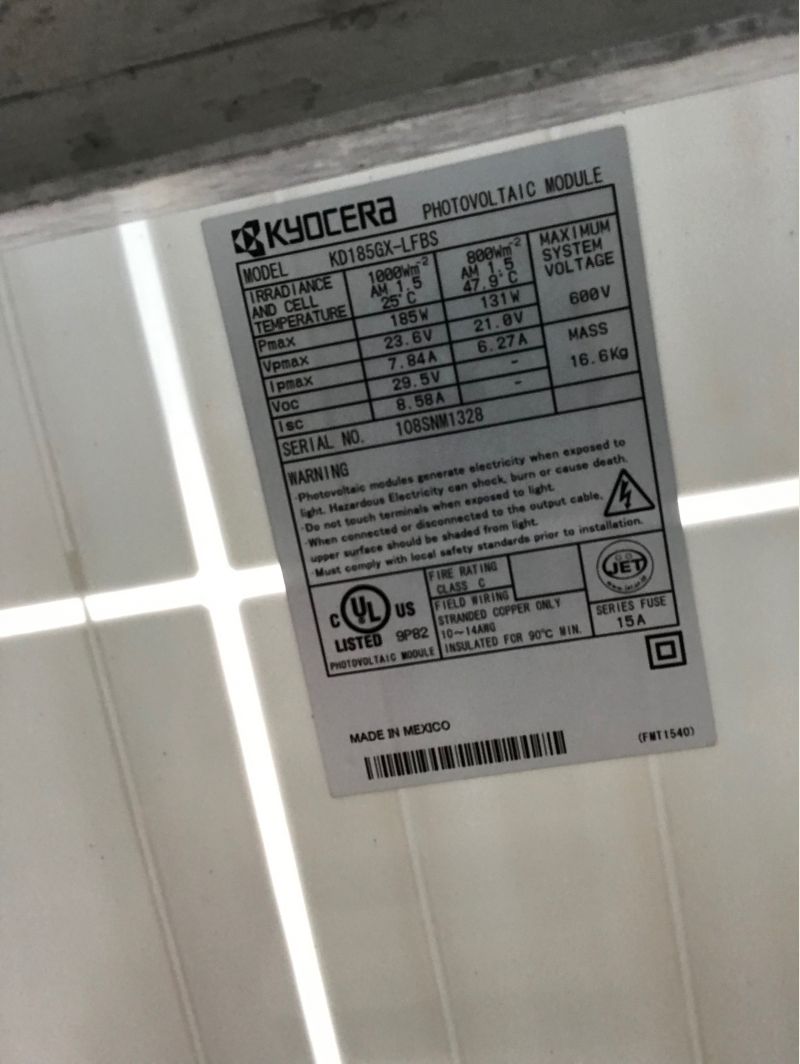 KYOCERA PHOTOVOLTAIC MODULE
MODEL KD185GX-LFBS
IRRADIANCE AND CELL TEMPERATURE 1000Wm-2 AM 1.5 25°C 800Wm-2 AM 1.5 47.9°C
MAXIMUM SYSTEM VOLTAGE
600V
Pmax 185W 131W
Vpmax 23.6V 21.0V
Ipmax 7.84A 6.27A
Voc 29.5V -
Isc 8.58A -
MASS
16.6Kg
SERIAL NO. 108SNM1328
WARNING
·Photovoltaic modules generate electricity when exposed to
light. Hazardous Electricity can shock, burn or cause death.
·Do not touch terminals when exposed to light.
·When connected or disconnected to the output cable,
upper surface should be shaded from light.
·Must comply with local safety standards prior to installation.
C UL US
LISTED 9P82
PHOTOVOLTAIC MODULE
FIRE RATING
CLASS C
FIELD WIRING
STRANDED COPPER ONLY
10~14AWG
INSULATED FOR 90°C MIN.
JET
SERIES FUSE
15A
MADE IN MEXICO
(FMT1540)